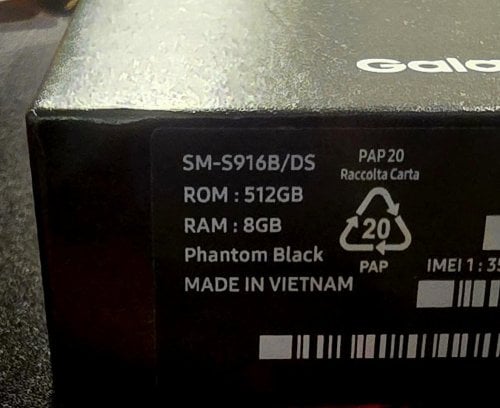 Gala
SM-S916B/DS
ROM : 512GB
RAM : 8GB
Phantom Black
MADE IN VIETNAM
PAP 20
Raccolta Carta
20
PAP
IMEI 1 : 35